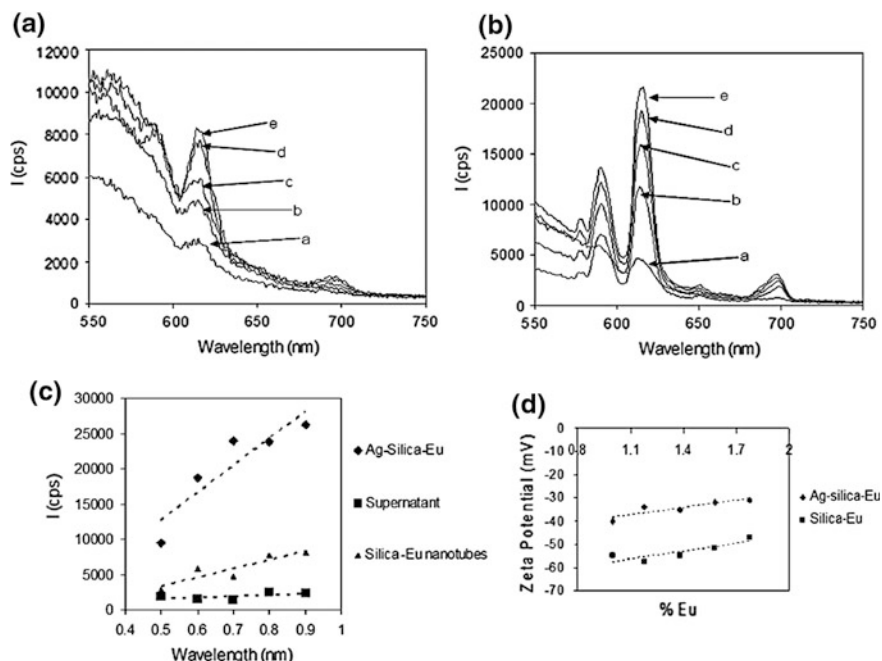 (a)
12000
10000
8000
6000
4000
2000
0
I (cps)
e
d
c
b
a
550 600 650 700 750
Wavelength (nm)
(b)
25000
20000
15000
10000
5000
0
I (cps)
e
d
c
b
a
550 600 650 700 750
Wavelength (nm)
(c)
30000
25000
20000
15000
10000
5000
0
I (cps)
0.4 0.5 0.6 0.7 0.8 0.9 1
Wavelength (nm)
Ag-Silica-Eu
Supernatant
Silica-Eu nanotubes
(d)
0
-10
-20
-30
-40
-50
-60
-70
Zeta Potential (mV)
0.8 1.1 1.4 1.7 2
% Eu
Ag-silica-Eu
Silica-Eu